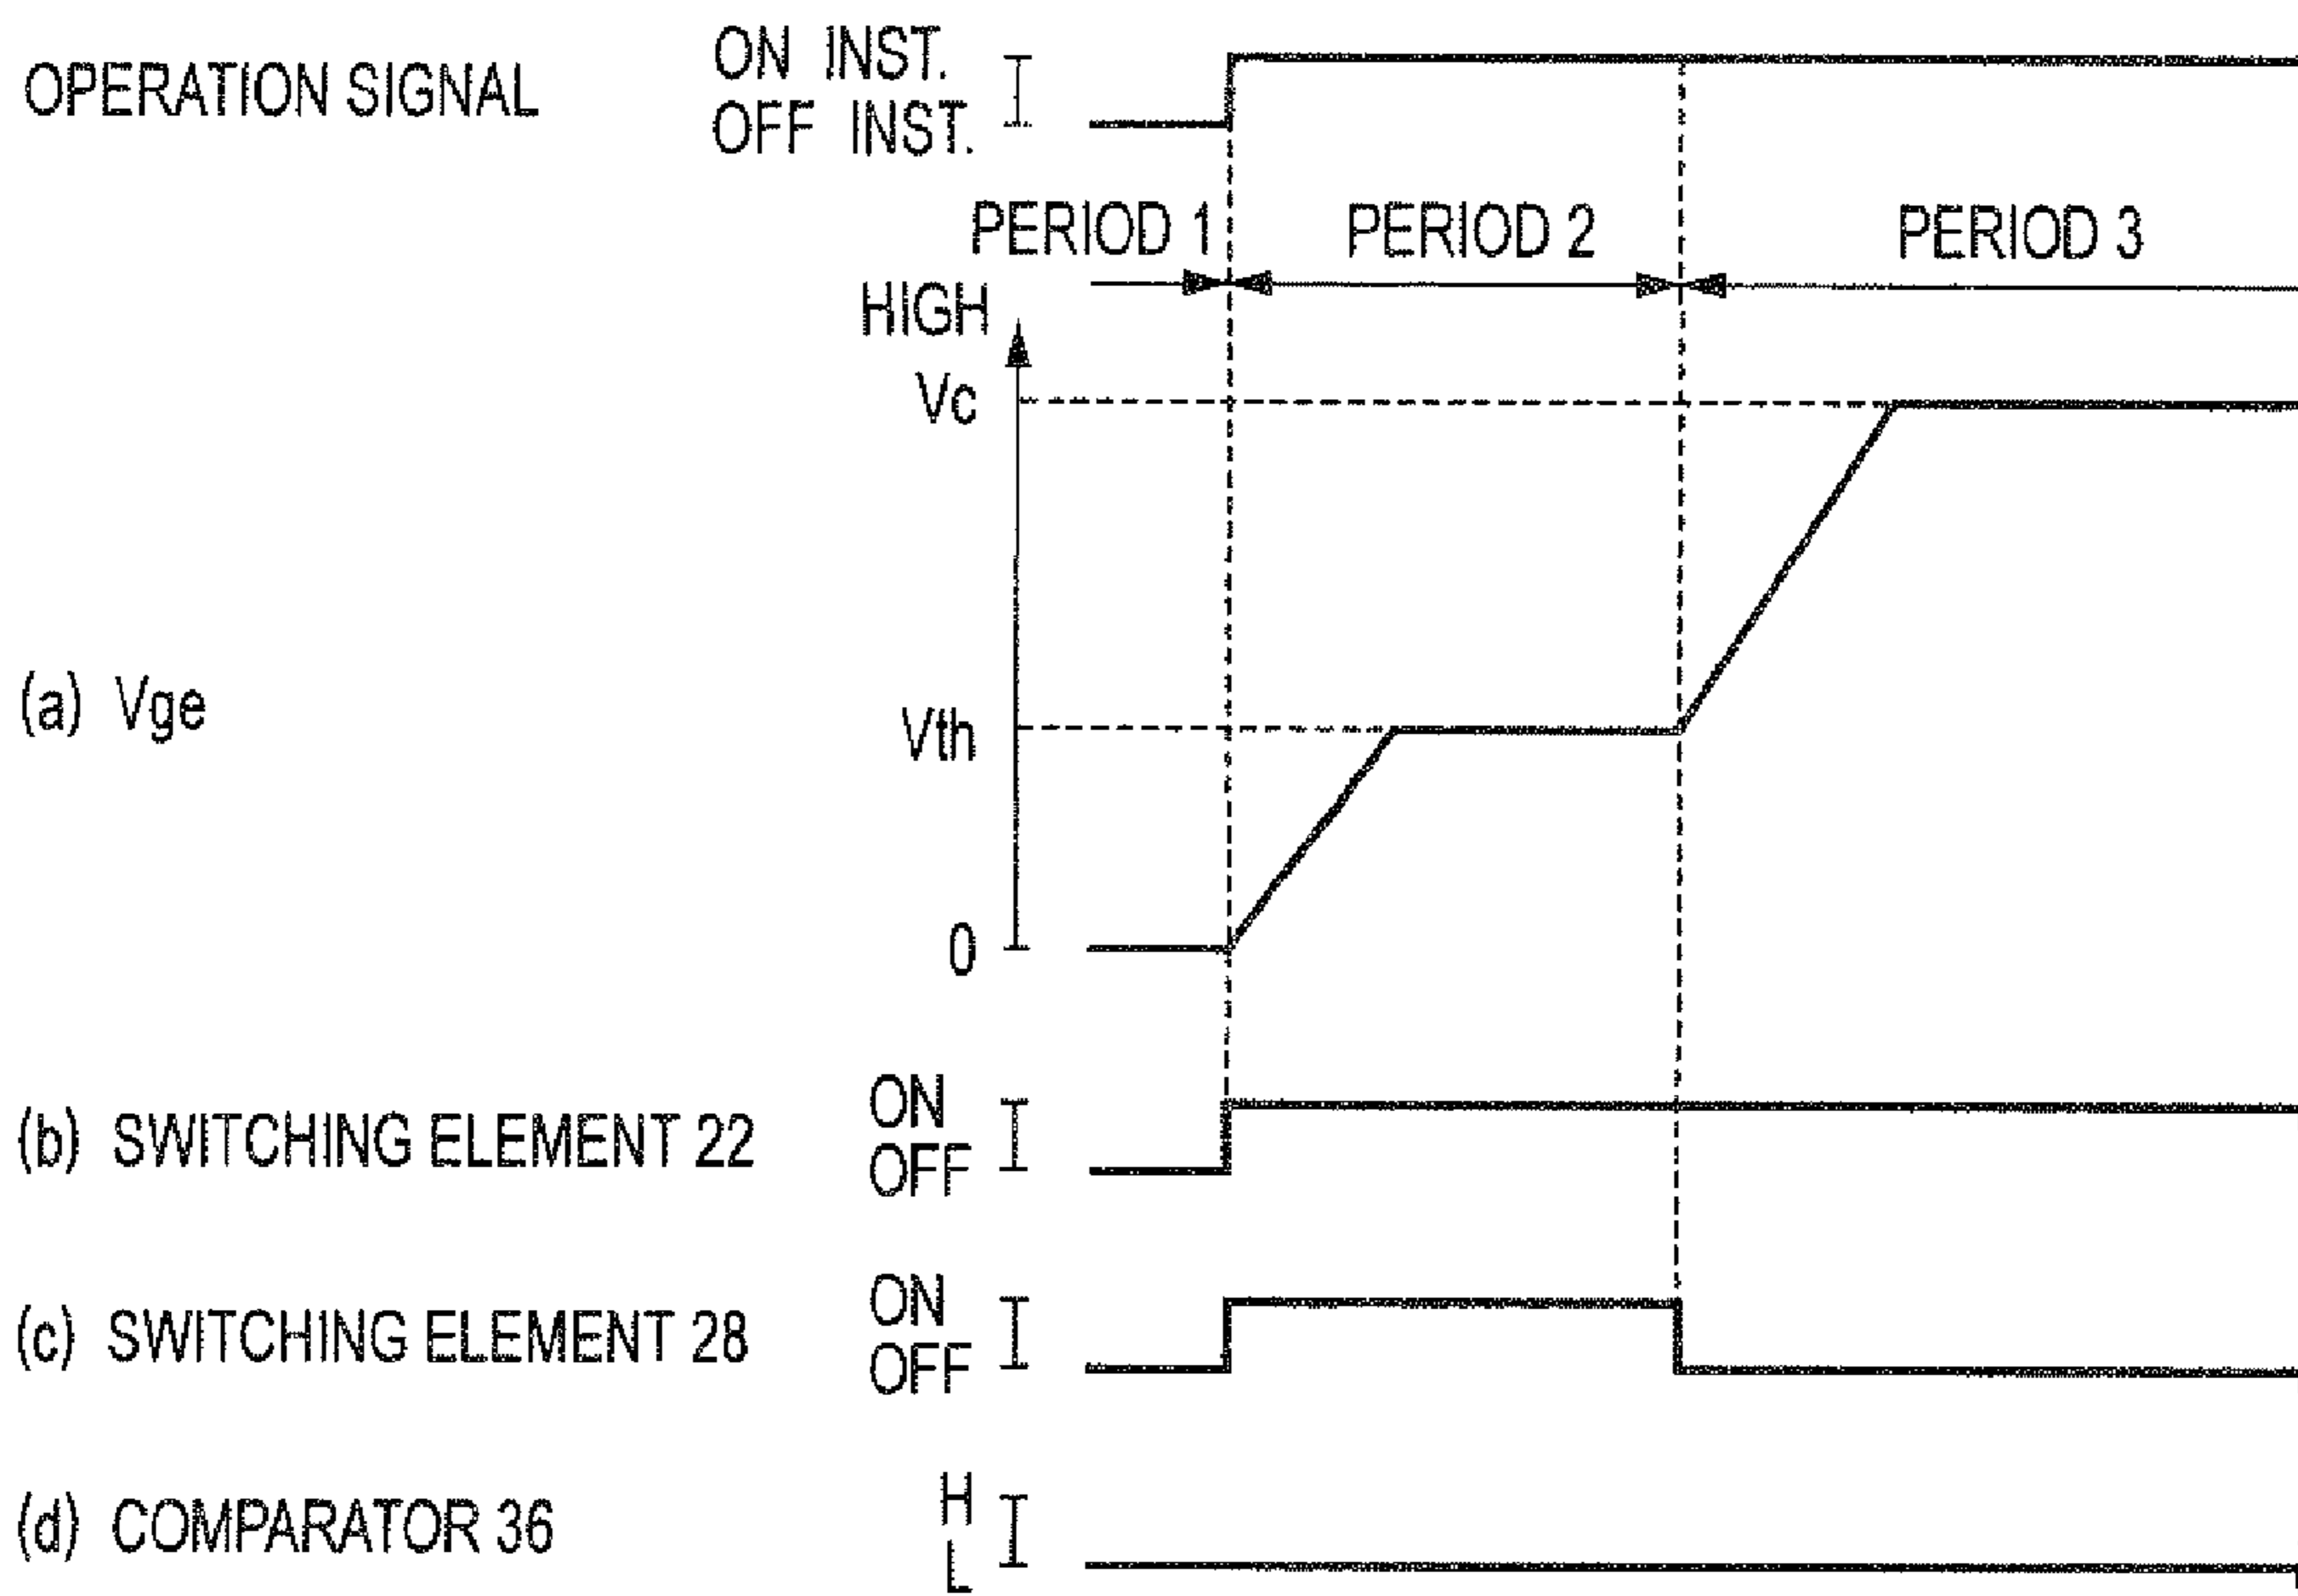 OPERATION SIGNAL
ON INST.
OFF INST.
PERIOD 1
PERIOD 2
PERIOD 3
HIGH
Vc
(a) Vge
Vth
0
(b) SWITCHING ELEMENT 22
ON
OFF
(c) SWITCHING ELEMENT 28
ON
OFF
(d) COMPARATOR 36
H
L